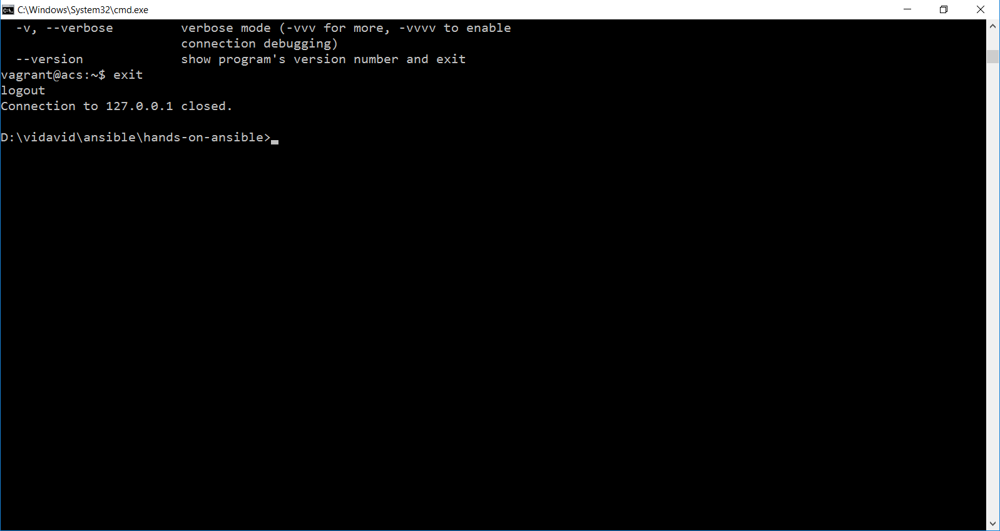 C:\Windows\System32\cmd.exe
-v, --verbose verbose mode (-vvv for more, -vvvv to enable
connection debugging)
--version show program's version number and exit
vagrant@acs:~$ exit
logout
Connection to 127.0.0.1 closed.
D:\vidavid\ansible\hands-on-ansible>